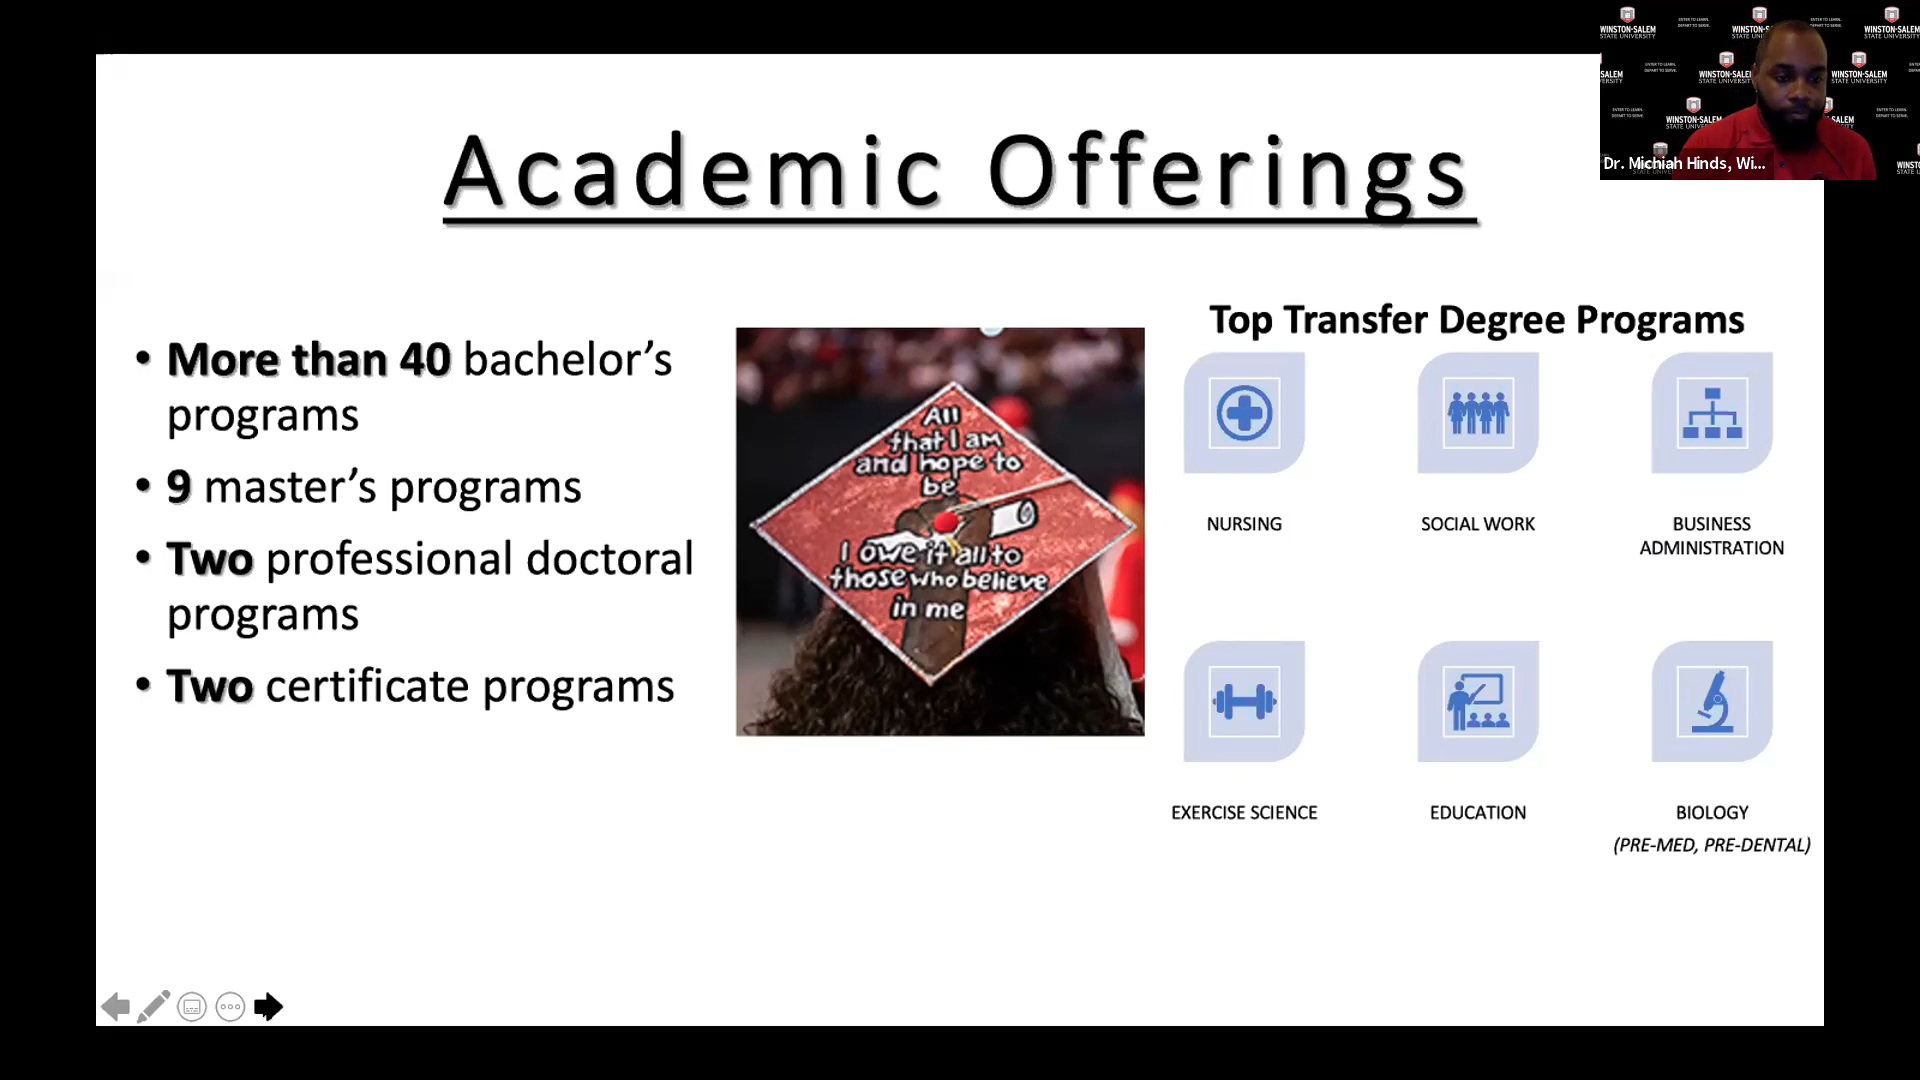 Academic Offerings
• More than 40 bachelor’s
programs
• 9 master’s programs
• Two professional doctoral
programs
• Two certificate programs
All
that I am
and hope to
be
I owe it all to
those who believe
in me
Top Transfer Degree Programs
NURSING
SOCIAL WORK
BUSINESS
ADMINISTRATION
EXERCISE SCIENCE
EDUCATION
BIOLOGY
(PRE-MED, PRE-DENTAL)
WINSTON-SALEM
STATE UNIVERSITY
ENTER TO LEARN.
DEPART TO SERVE.
Dr. Michiah Hinds, Wi...